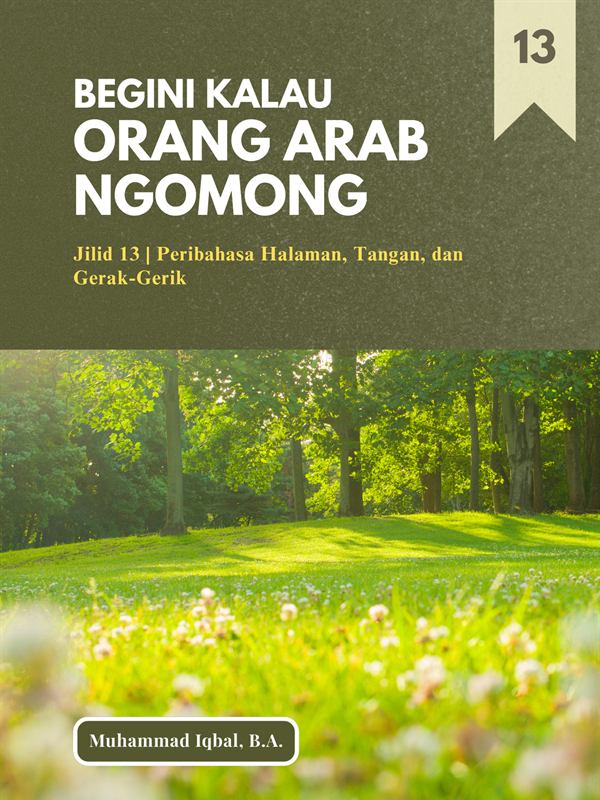 13
BEGINI KALAU
ORANG ARAB
NGOMONG
Jilid 13 | Peribahasa Halaman, Tangan, dan
Gerak-Gerik
Muhammad Iqbal, B.A.